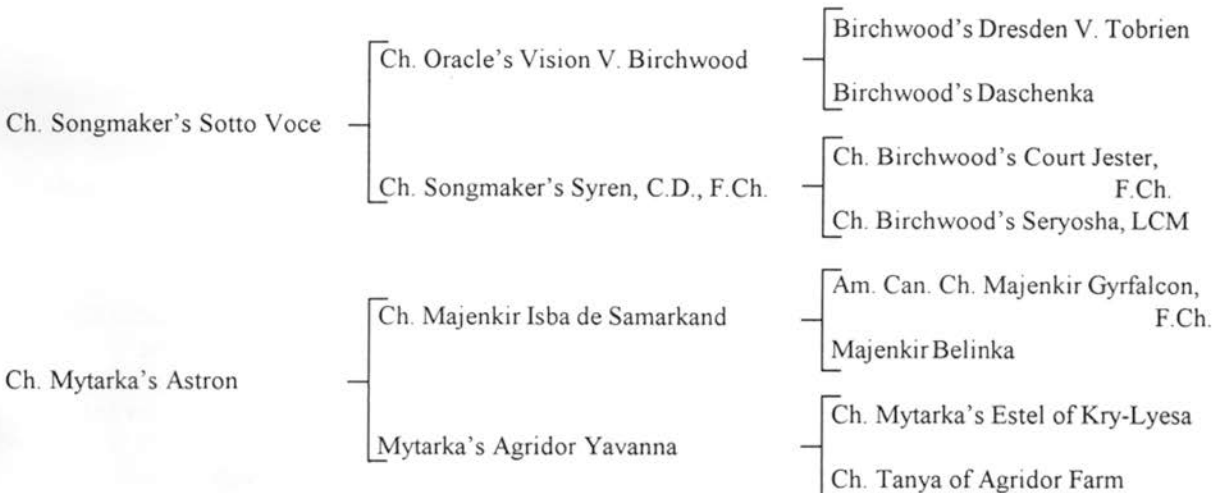 Birchwood's Dresden V. Tobrien
Ch. Oracle's Vision V. Birchwood
Birchwood's Daschenka
Ch. Songmaker's Sotto Voce
Ch. Birchwood's Court Jester,
F.Ch.
Ch. Songmaker's Syren, C.D., F.Ch.
Ch. Birchwood's Seryosha, LCM
Am. Can. Ch. Majenkir Gyrfalcon,
F.Ch.
Ch. Majenkir Isba de Samarkand
Majenkir Belinka
Ch. Mytarka's Astron
Ch. Mytarka's Estel of Kry-Lyesa
Mytarka's Agridor Yavanna
Ch. Tanya of Agridor Farm